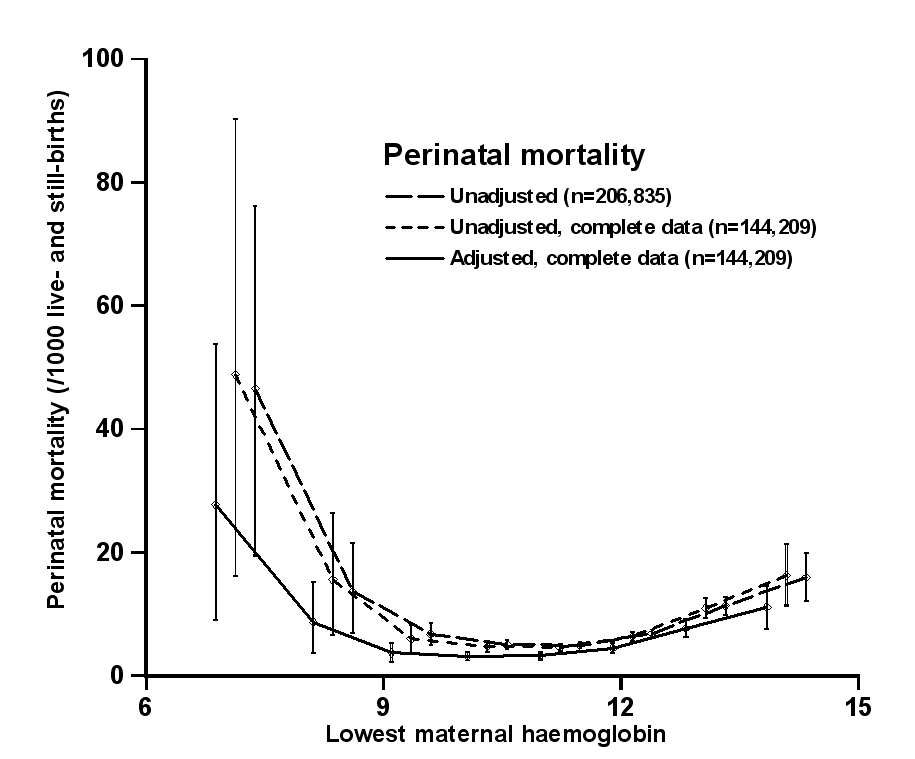 100
80
60
40
20
0
Perinatal mortality (/1000 live- and still-births)
Perinatal mortality
Unadjusted (n=206,835)
Unadjusted, complete data (n=144,209)
Adjusted, complete data (n=144,209)
6 9 12 15
Lowest maternal haemoglobin